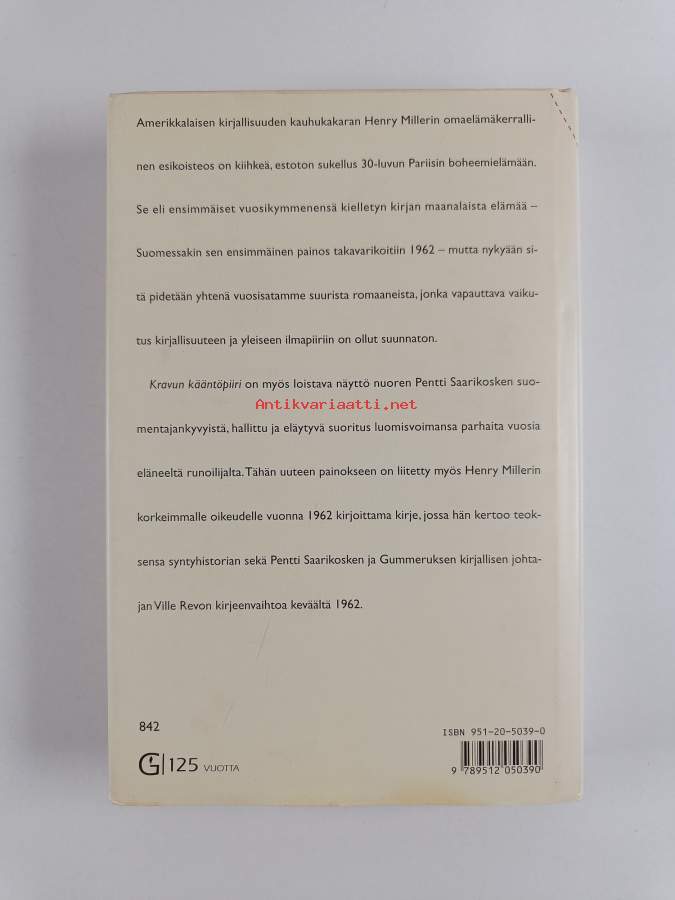 Amerikkalaisen kirjallisuuden kauhukakaran Henry Millerin omaelämäkerralli-
nen esikoisteos on kiihkeä, estoton sukellus 30-luvun Pariisin boheemielämään.
Se eli ensimmäiset vuosikymmenensä kielletyn kirjan maanalaista elämää –
Suomessakin sen ensimmäinen painos takavarikoitiin 1962 – mutta nykyään si-
tä pidetään yhtenä vuosisatamme suurista romaaneista, jonka vapauttava vaiku-
tus kirjallisuuteen ja yleiseen ilmapiiriin on ollut suunnaton.
Kravun kääntöpiiri on myös loistava näyttö nuoren Pentti Saarikosken suo-
Antikvariaatti.net
mentajankyvyistä, hallittu ja eläytyvä suoritus luomisvoimansa parhaita vuosia
eläneeltä runoilijalta. Tähän uuteen painokseen on liitetty myös Henry Millerin
korkeimmalle oikeudelle vuonna 1962 kirjoittama kirje, jossa hän kertoo teok-
sensa syntyhistorian sekä Pentti Saarikosken ja Gummeruksen kirjallisen johta-
jan Ville Revon kirjeenvaihtoa keväältä 1962.
842
ISBN 951-20-5039-0
G 125 VUOTTA
9 789512 050390